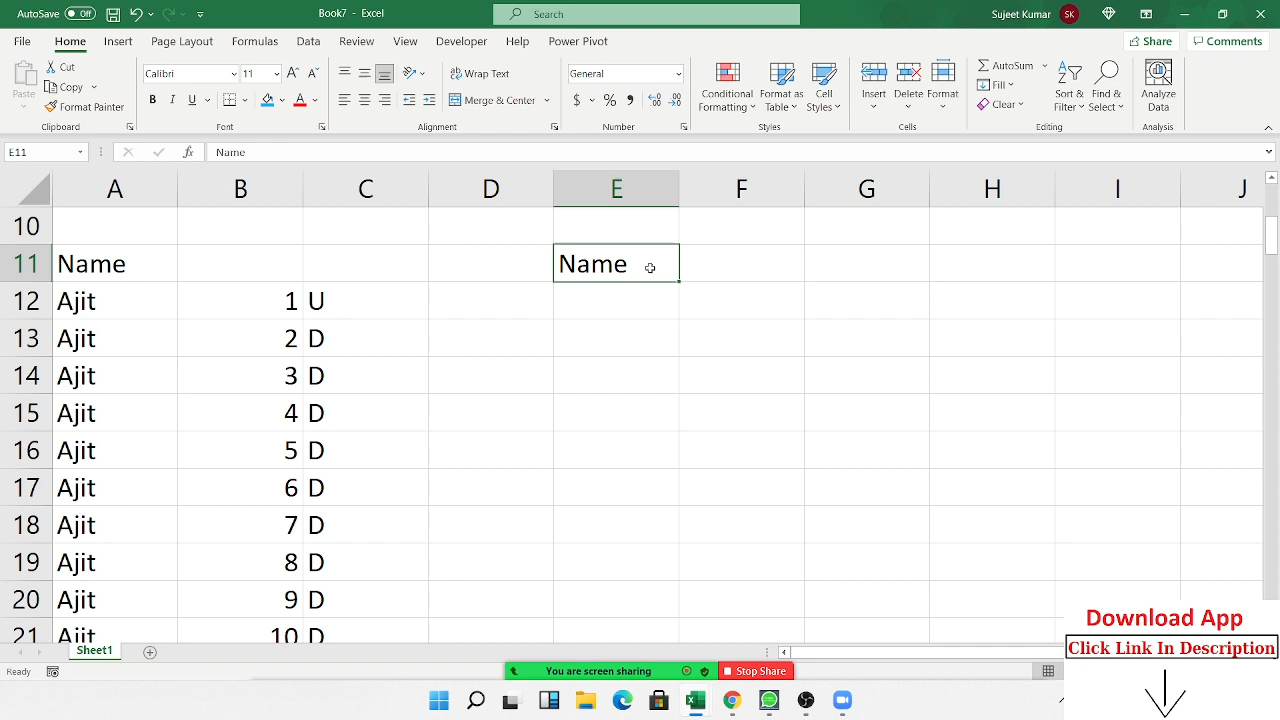 AutoSave Off Book7 - Excel Search Sujeet Kumar SK
File Home Insert Page Layout Formulas Data Review View Developer Help Power Pivot Share Comments
Paste Cut Copy Format Painter Clipboard
Calibri 11 B I U A Font
Wrap Text Merge & Center Alignment
General $ % , Number
Conditional Formatting Format as Table Cell Styles Styles
Insert Delete Format Cells
AutoSum Fill Clear Sort & Filter Find & Select Editing
Analyze Data Analysis
E11 fx Name
A B C D E F G H I J
10
11 Name Name
12 Ajit 1 U
13 Ajit 2 D
14 Ajit 3 D
15 Ajit 4 D
16 Ajit 5 D
17 Ajit 6 D
18 Ajit 7 D
19 Ajit 8 D
20 Ajit 9 D
21 Ajit 10 D
Download App
Click Link In Description
Sheet1
Ready You are screen sharing Stop Share